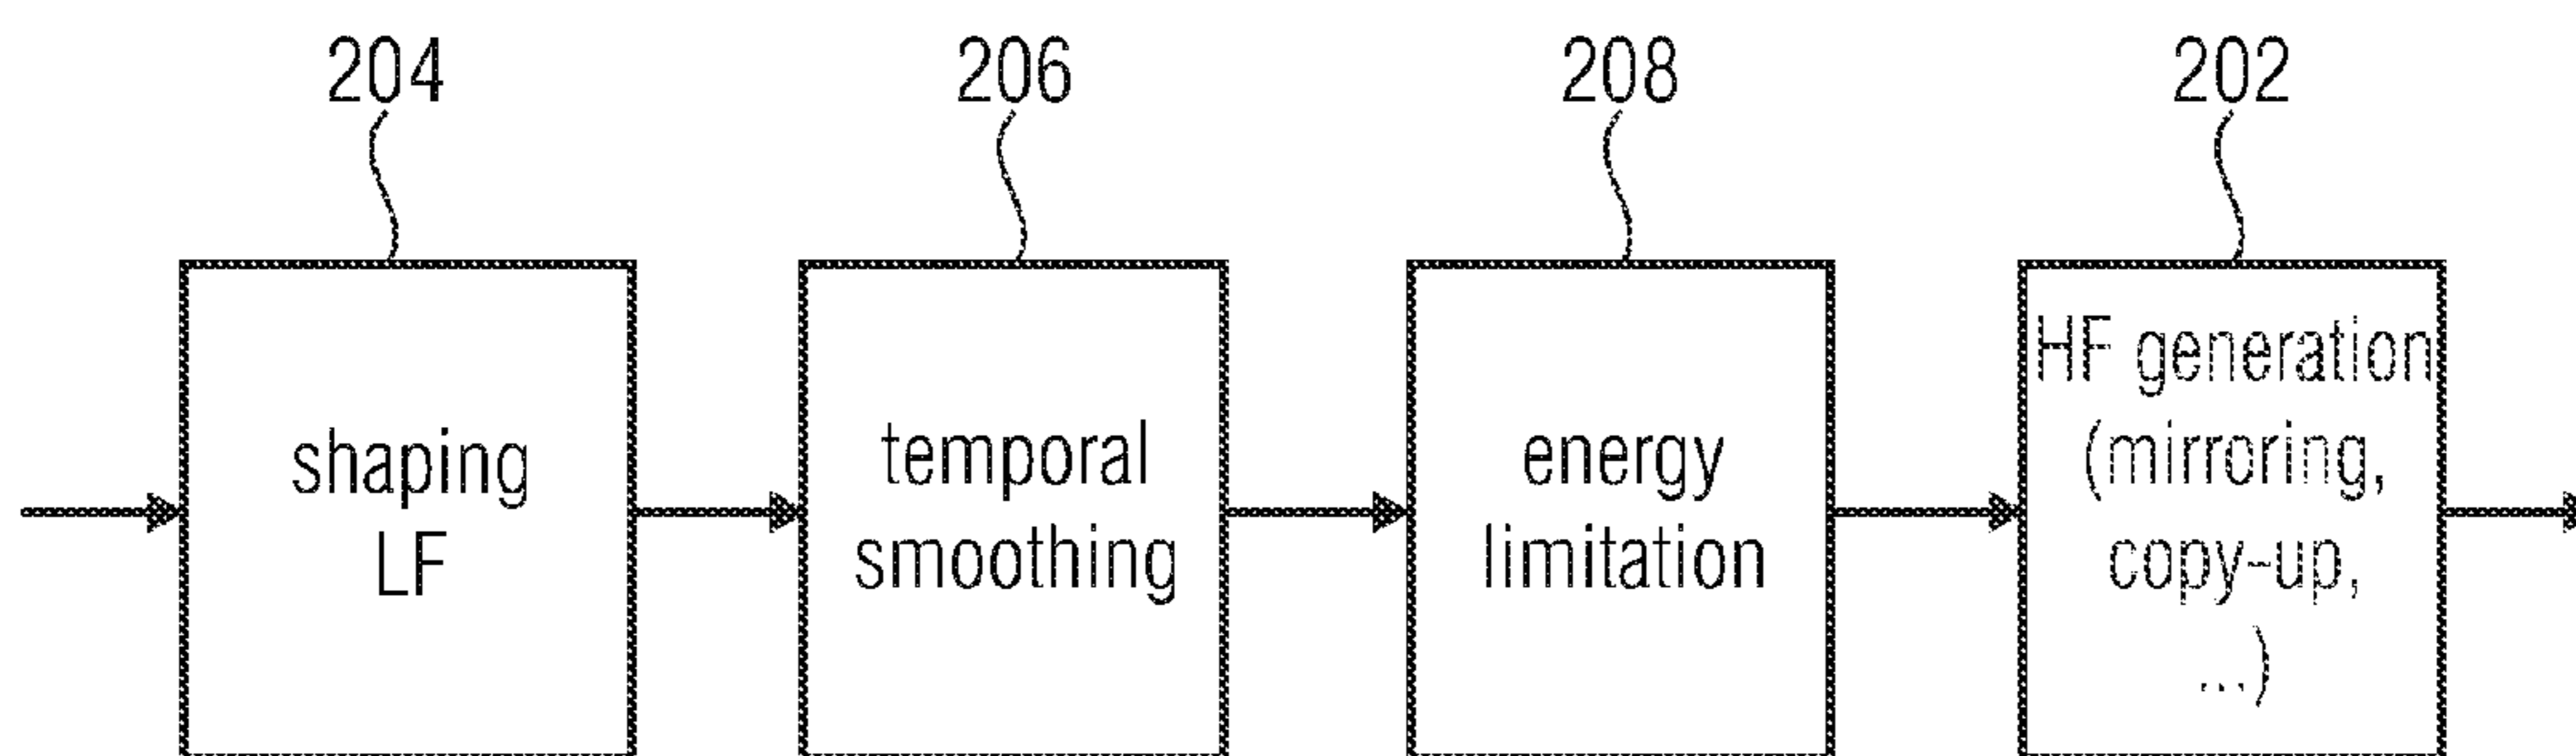 204
206
208
202
shaping
LF
temporal
smoothing
energy
limitation
HF generation
(mirroring,
copy-up,
...)